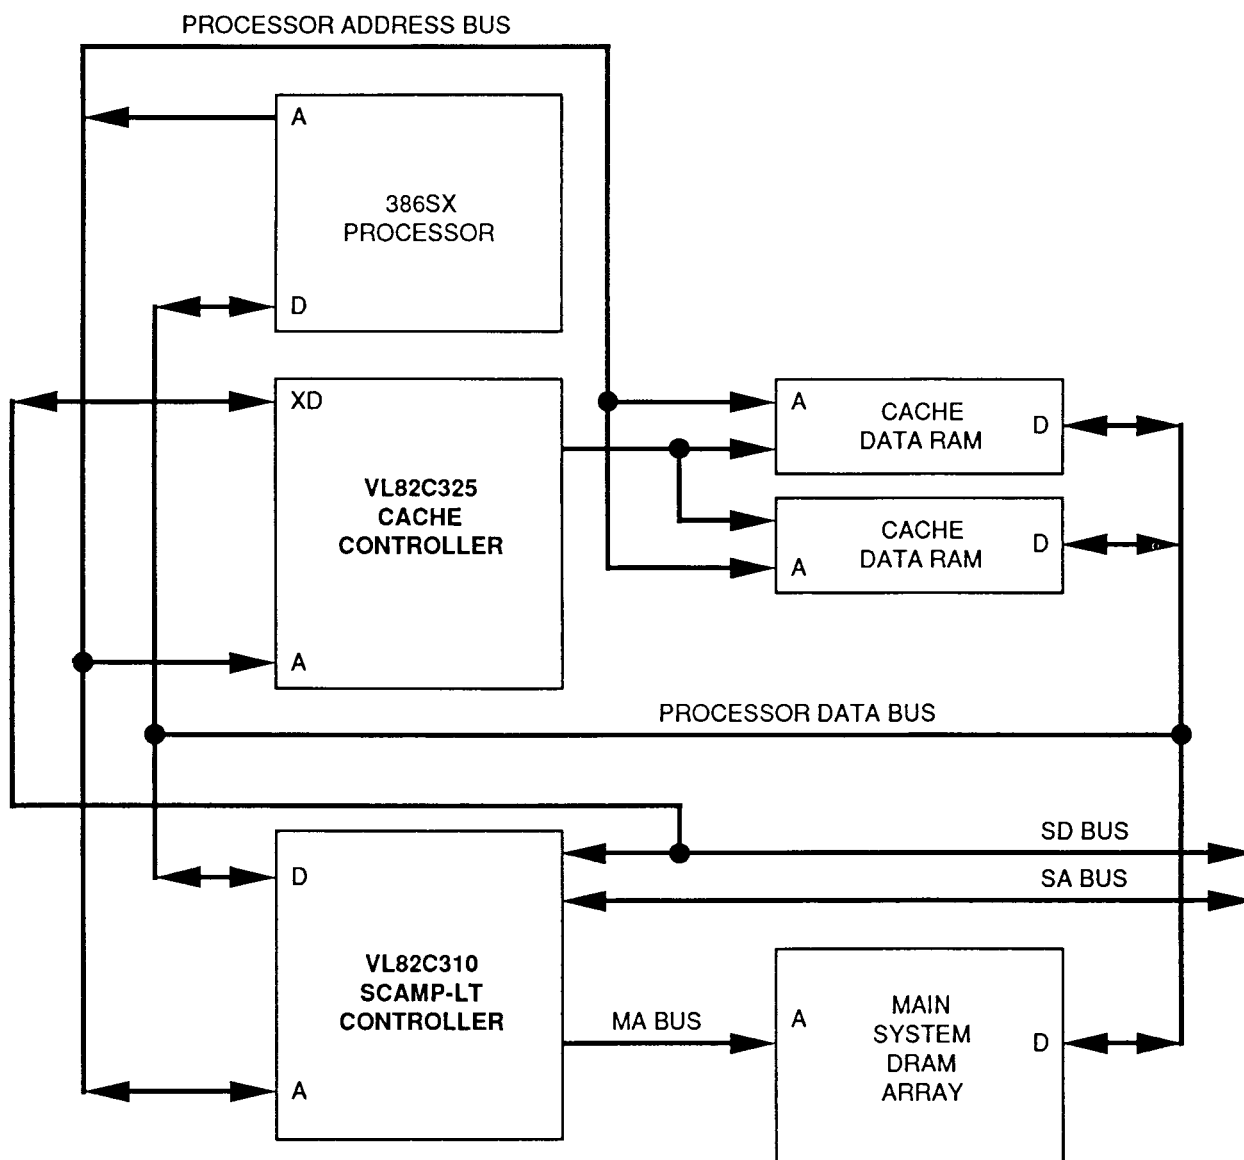 PROCESSOR ADDRESS BUS
A
386SX
PROCESSOR
D
XD
VL82C325
CACHE
CONTROLLER
A
A
CACHE
DATA RAM
D
CACHE
DATA RAM
D
A
PROCESSOR DATA BUS
SD BUS
SA BUS
D
VL82C310
SCAMP-LT
CONTROLLER
A
MA BUS
A
MAIN
SYSTEM
DRAM
ARRAY
D